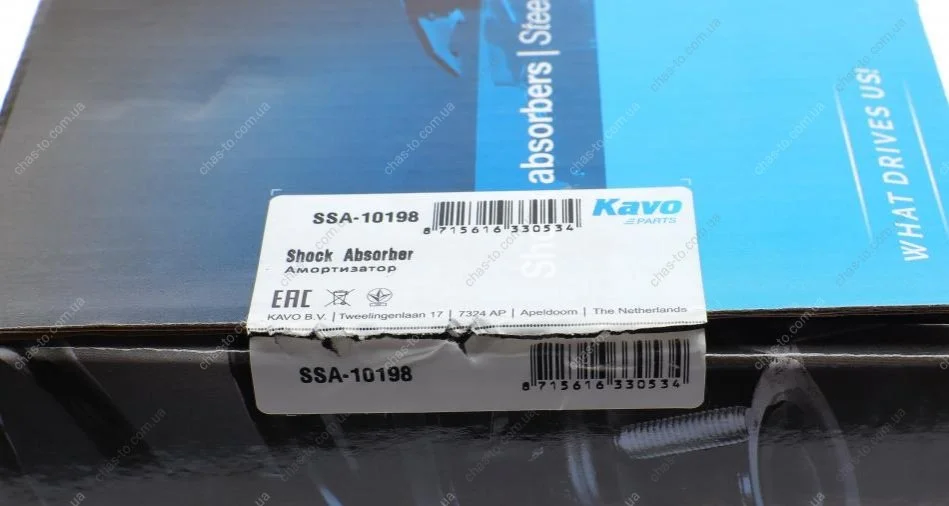 absorbers | Stee
WHAT DRIVES US!
SSA-10198
8 715616 330534
Kavo
PARTS
Shock Absorber
Амортизатор
EAC
KAVO B.V. | Tweelingenlaan 17 | 7324 AP | Apeldoorn | The Netherlands
SSA-10198
8 715616 330534
chas-to.com.ua